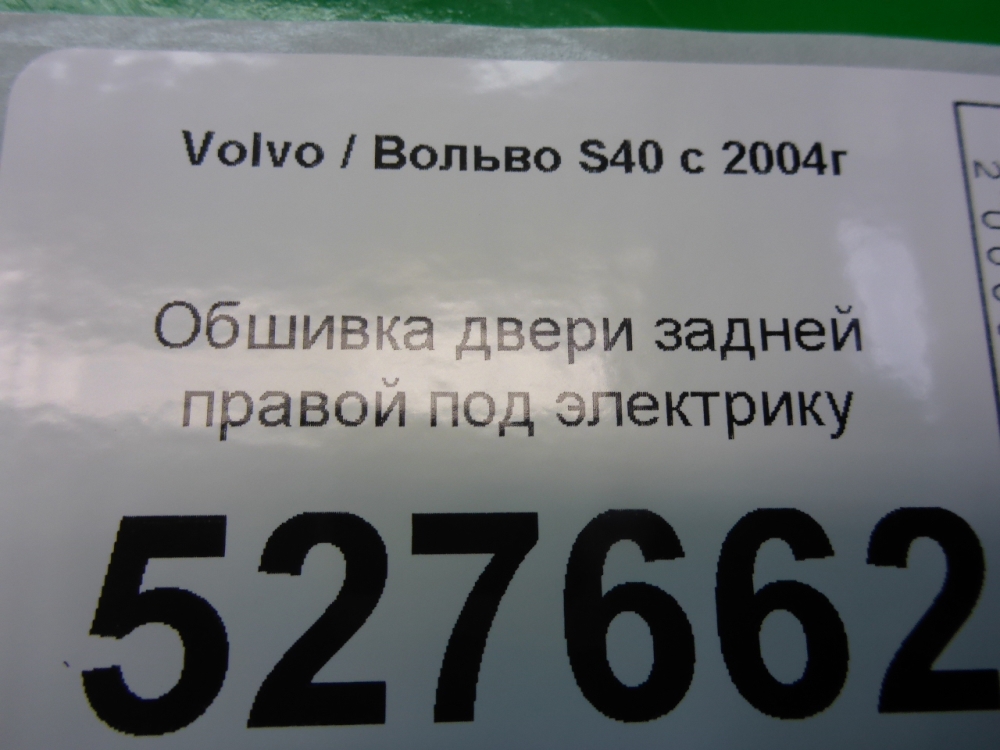 Volvo / Вольво S40 с 2004г
Обшивка двери задней
правой под электрику
527662